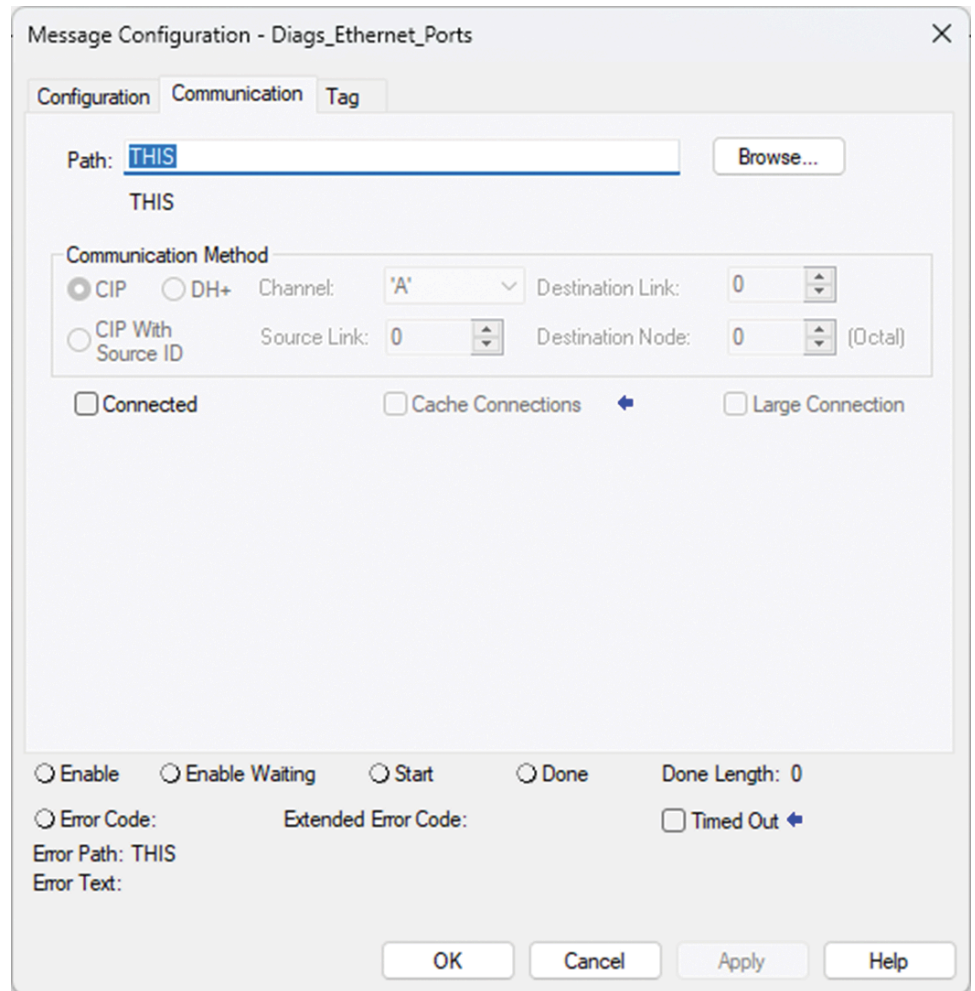 Message Configuration - Diags_Ethernet_Ports
Configuration Communication Tag
Path: THIS Browse...
THIS
Communication Method
CIP DH+ Channel: 'A' Destination Link: 0
CIP With
Source ID
Source Link: 0 Destination Node: 0 (Octal)
Connected Cache Connections Large Connection
Enable Enable Waiting Start Done Done Length: 0
Error Code: Extended Error Code: Timed Out
Error Path: THIS
Error Text:
OK Cancel Apply Help